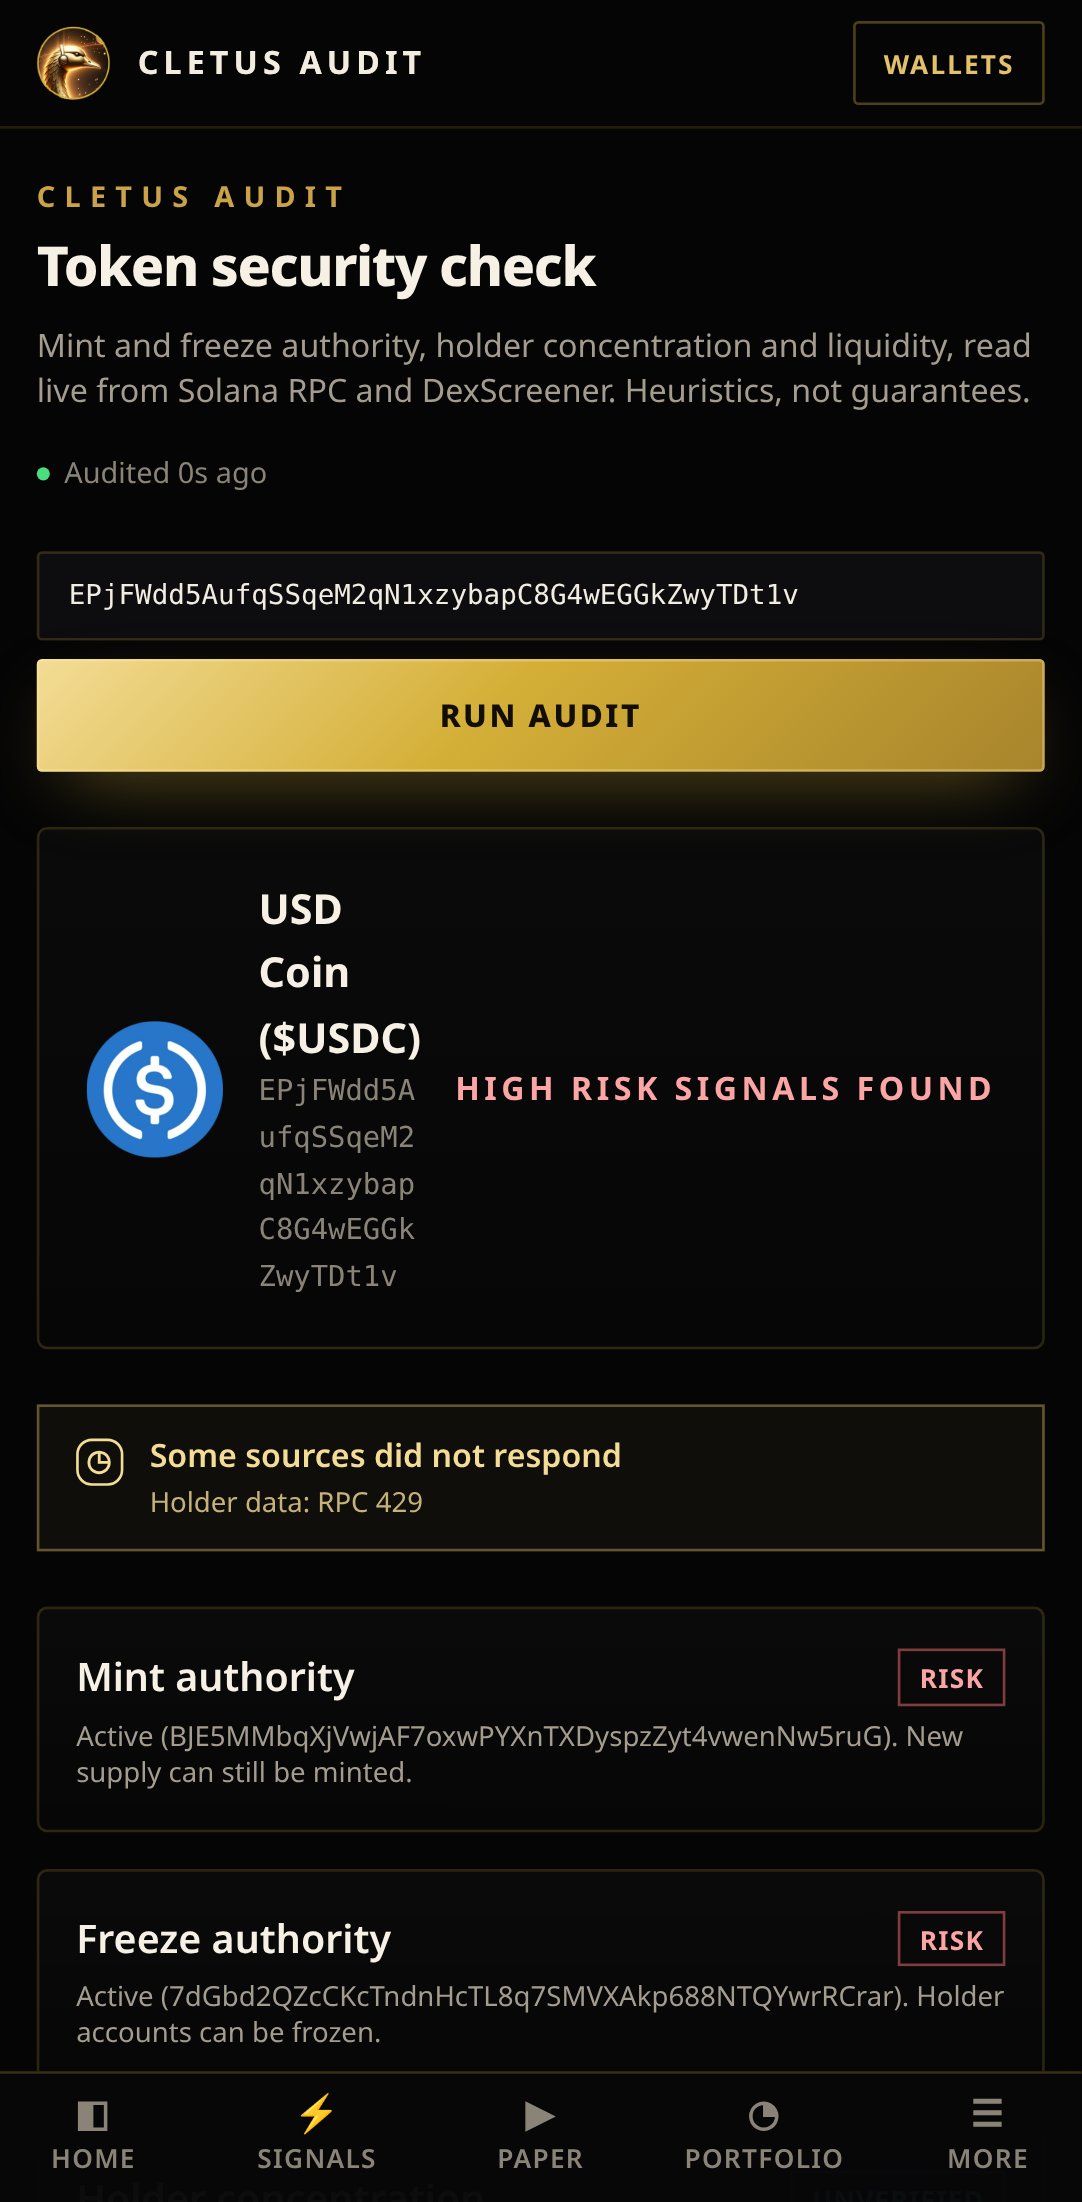 CLETUS AUDIT
WALLETS
CLETUS AUDIT
Token security check
Mint and freeze authority, holder concentration and liquidity, read
live from Solana RPC and DexScreener. Heuristics, not guarantees.
Audited 0s ago
EPjFWdd5AufqSSqeM2qN1xzybapC8G4wEGGkZwyTDt1v
RUN AUDIT
USD
Coin
($USDC)
EPjFWdd5A
ufqSSqeM2
qN1xzybap
C8G4wEGGk
ZwyTDt1v
HIGH RISK SIGNALS FOUND
Some sources did not respond
Holder data: RPC 429
Mint authority
RISK
Active (BJE5MMbqXjVwjAF7oxwPYXnTXDyspzZyt4vwenNw5ruG). New
supply can still be minted.
Freeze authority
RISK
Active (7dGbd2QZcCKcTndnHcTL8q7SMVXAkp688NTQYwrRCrar). Holder
accounts can be frozen.
HOME
SIGNALS
PAPER
PORTFOLIO
MORE
Holder concentration
UNVERIFIED